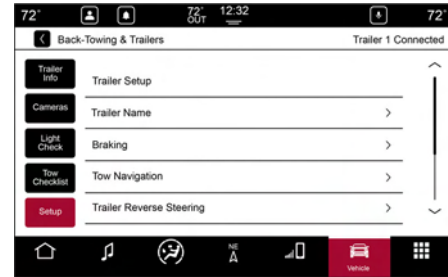 72°
72°
OUT
12:32
72°
Back-Towing & Trailers
Trailer 1 Connected
Trailer
Info
Cameras
Light
Check
Tow
Checklist
Setup
Trailer Setup
Trailer Name
Braking
Tow Navigation
Trailer Reverse Steering
NE
Vehicle